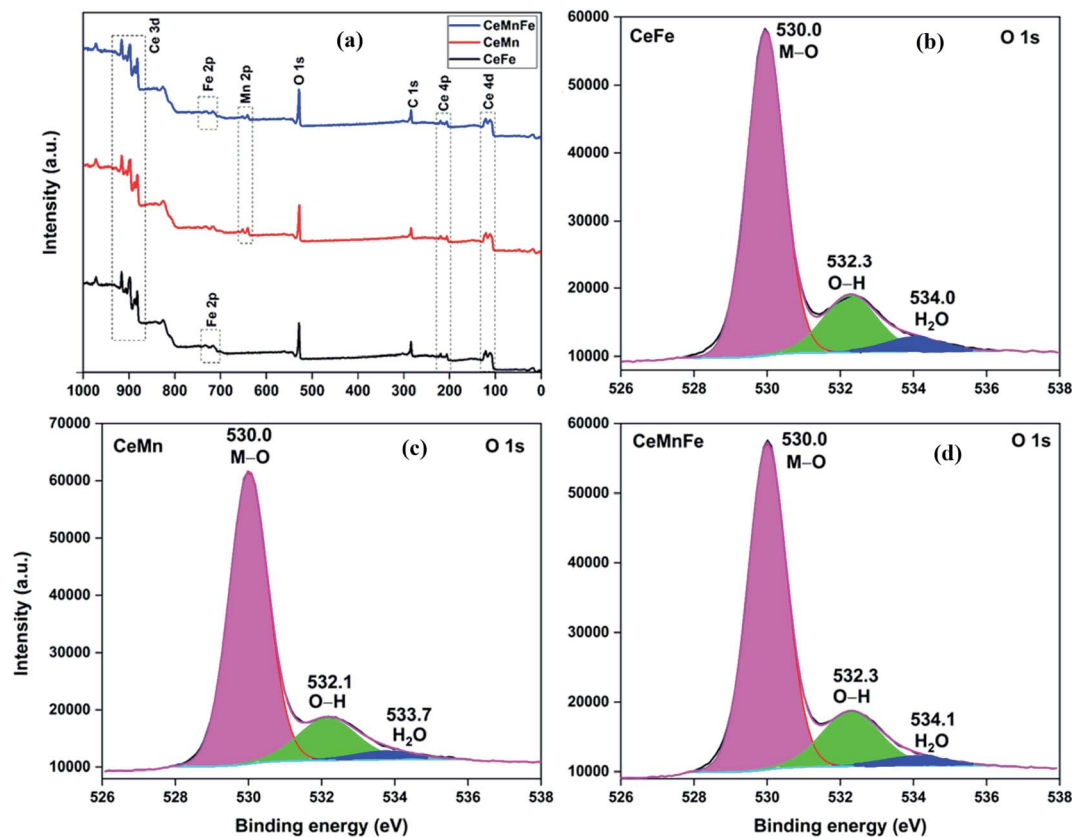 (a)
CeMnFe
CeMn
CeFe
Ce 3d
Fe 2p
Mn 2p
O 1s
C 1s
Ce 4p
Ce 4d
Fe 2p
Intensity (a.u.)
1000 900 800 700 600 500 400 300 200 100 0
CeFe
(b)
O 1s
530.0
M–O
532.3
O–H
534.0
H₂O
60000
50000
40000
30000
20000
10000
526 528 530 532 534 536 538
CeMn
(c)
O 1s
530.0
M–O
532.1
O–H
533.7
H₂O
70000
60000
50000
40000
30000
20000
10000
Intensity (a.u.)
526 528 530 532 534 536 538
Binding energy (eV)
CeMnFe
(d)
O 1s
530.0
M–O
532.3
O–H
534.1
H₂O
60000
50000
40000
30000
20000
10000
526 528 530 532 534 536 538
Binding energy (eV)